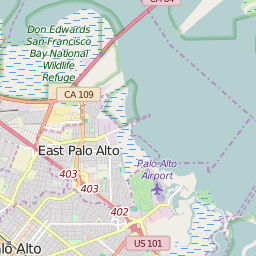 CA 84
Don Edwards
San Francisco
Bay National
Wildlife
Refuge
CA 109
East Palo Alto
403
403
Palo Alto
Airport
402
US 101
Palo Alto